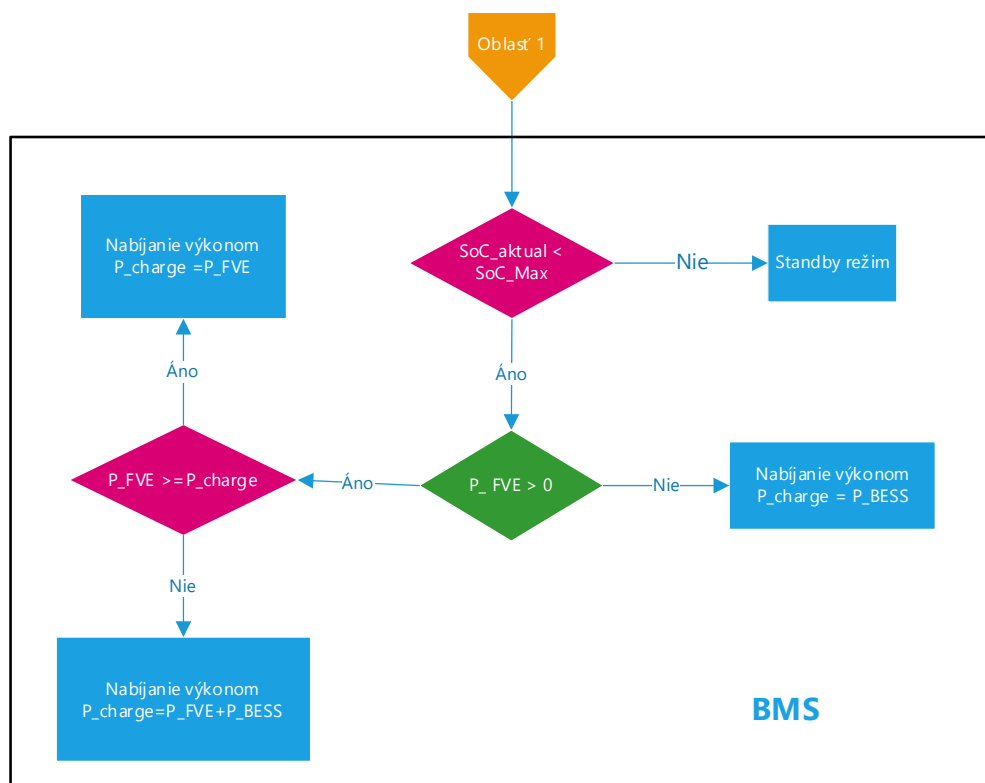 Oblasť 1
SoC_aktual <
SoC_Max
Nie
Standby režim
Nabíjanie výkonom
P_charge =P_FVE
Áno
Áno
P_FVE >= P_charge
Áno
P_ FVE > 0
Nie
Nabíjanie výkonom
P_charge = P_BESS
Nie
Nabíjanie výkonom
P_charge=P_FVE+P_BESS
BMS